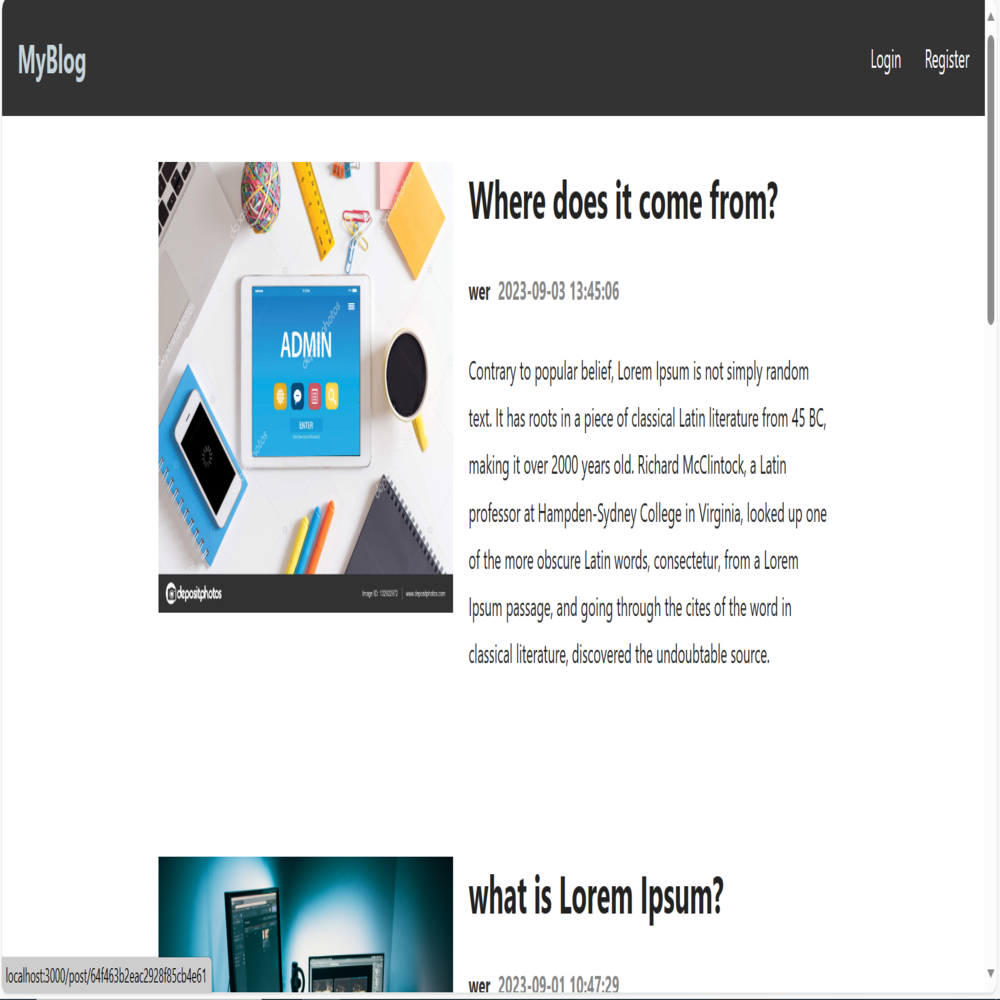 MyBlog
Login Register
Where does it come from?
wer 2023-09-03 13:45:06
Contrary to popular belief, Lorem Ipsum is not simply random
text. It has roots in a piece of classical Latin literature from 45 BC,
making it over 2000 years old. Richard McClintock, a Latin
professor at Hampden-Sydney College in Virginia, looked up one
of the more obscure Latin words, consectetur, from a Lorem
Ipsum passage, and going through the cites of the word in
classical literature, discovered the undoubtable source.
ADMIN
ENTER
depositphotos
www.depositphotos.com
what is Lorem Ipsum?
wer 2023-09-01 10:47:29
localhost:3000/post/64f463b2eac2928f85cb4e61